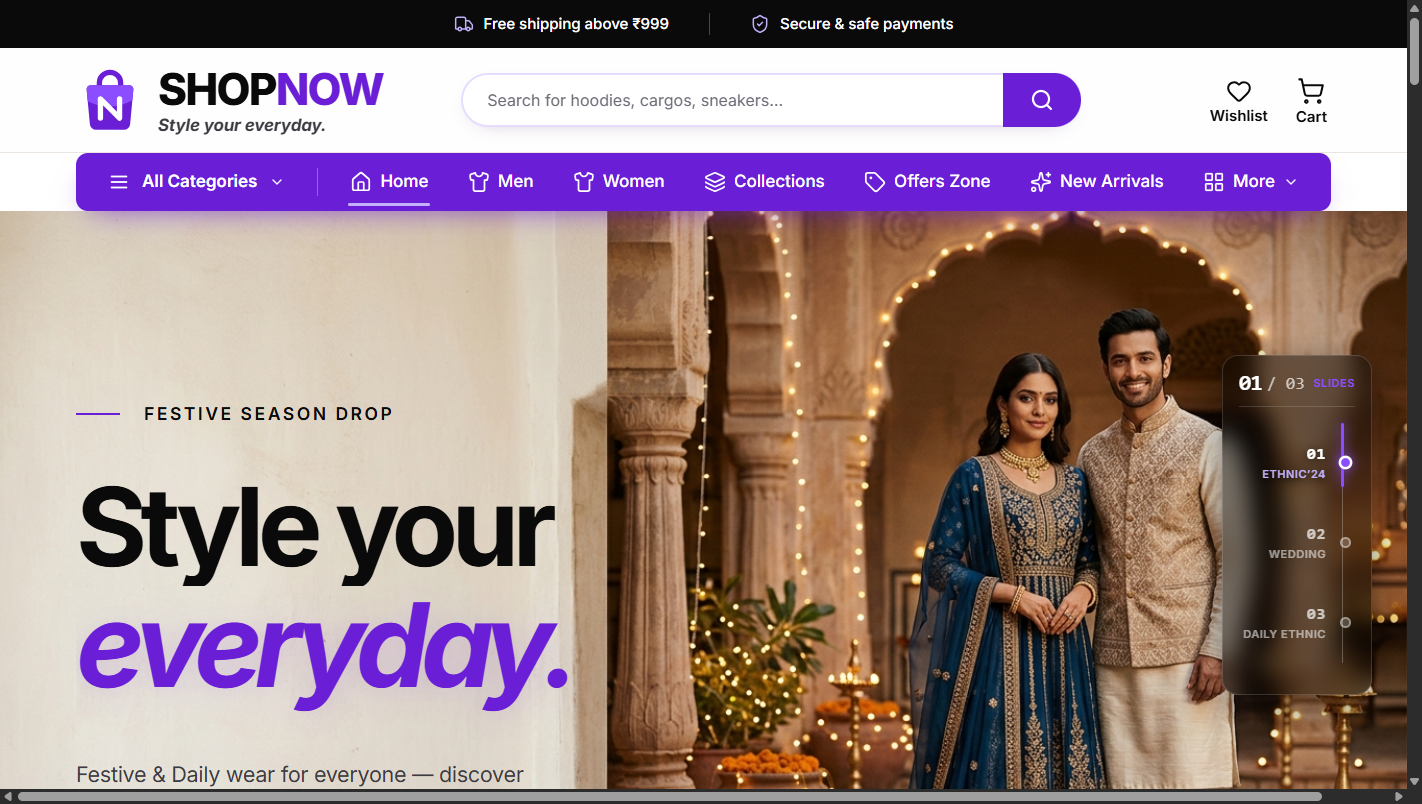 Free shipping above ₹999
Secure & safe payments
N
SHOPNOW
Style your everyday.
Search for hoodies, cargos, sneakers...
Wishlist
Cart
All Categories
Home
Men
Women
Collections
Offers Zone
New Arrivals
More
FESTIVE SEASON DROP
Style your
everyday.
Festive & Daily wear for everyone — discover
01 / 03 SLIDES
01
ETHNIC'24
02
WEDDING
03
DAILY ETHNIC